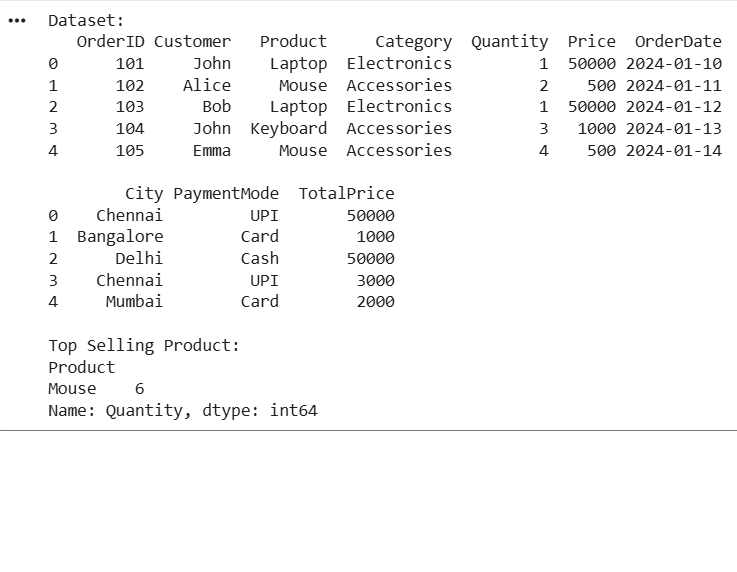 Dataset:
   OrderID Customer   Product     Category  Quantity  Price  OrderDate
0      101     John    Laptop  Electronics         1  50000 2024-01-10
1      102    Alice     Mouse  Accessories         2    500 2024-01-11
2      103      Bob    Laptop  Electronics         1  50000 2024-01-12
3      104     John  Keyboard  Accessories         3   1000 2024-01-13
4      105     Emma     Mouse  Accessories         4    500 2024-01-14
        City PaymentMode  TotalPrice
0    Chennai         UPI       50000
1  Bangalore        Card        1000
2      Delhi        Cash       50000
3    Chennai         UPI        3000
4     Mumbai        Card        2000
Top Selling Product:
Product
Mouse    6
Name: Quantity, dtype: int64